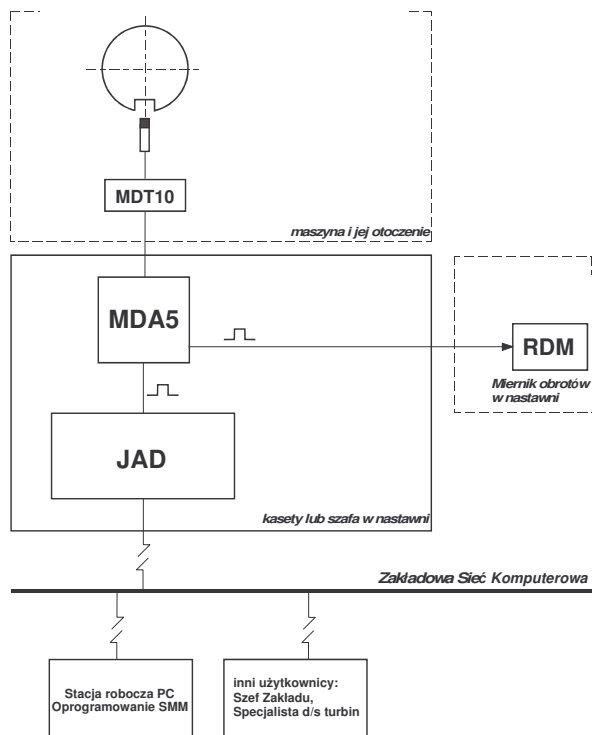 MDT10
maszyna i jej otoczenie
MDA5
RDM
Miernik obrotów
w nastawni
JAD
kasety lub szafa w nastawni
Zakładowa Sieć Komputerowa
Stacja robocza PC
Oprogramowanie SMM
inni użytkownicy:
Szef Zakładu,
Specjalista d/s turbin